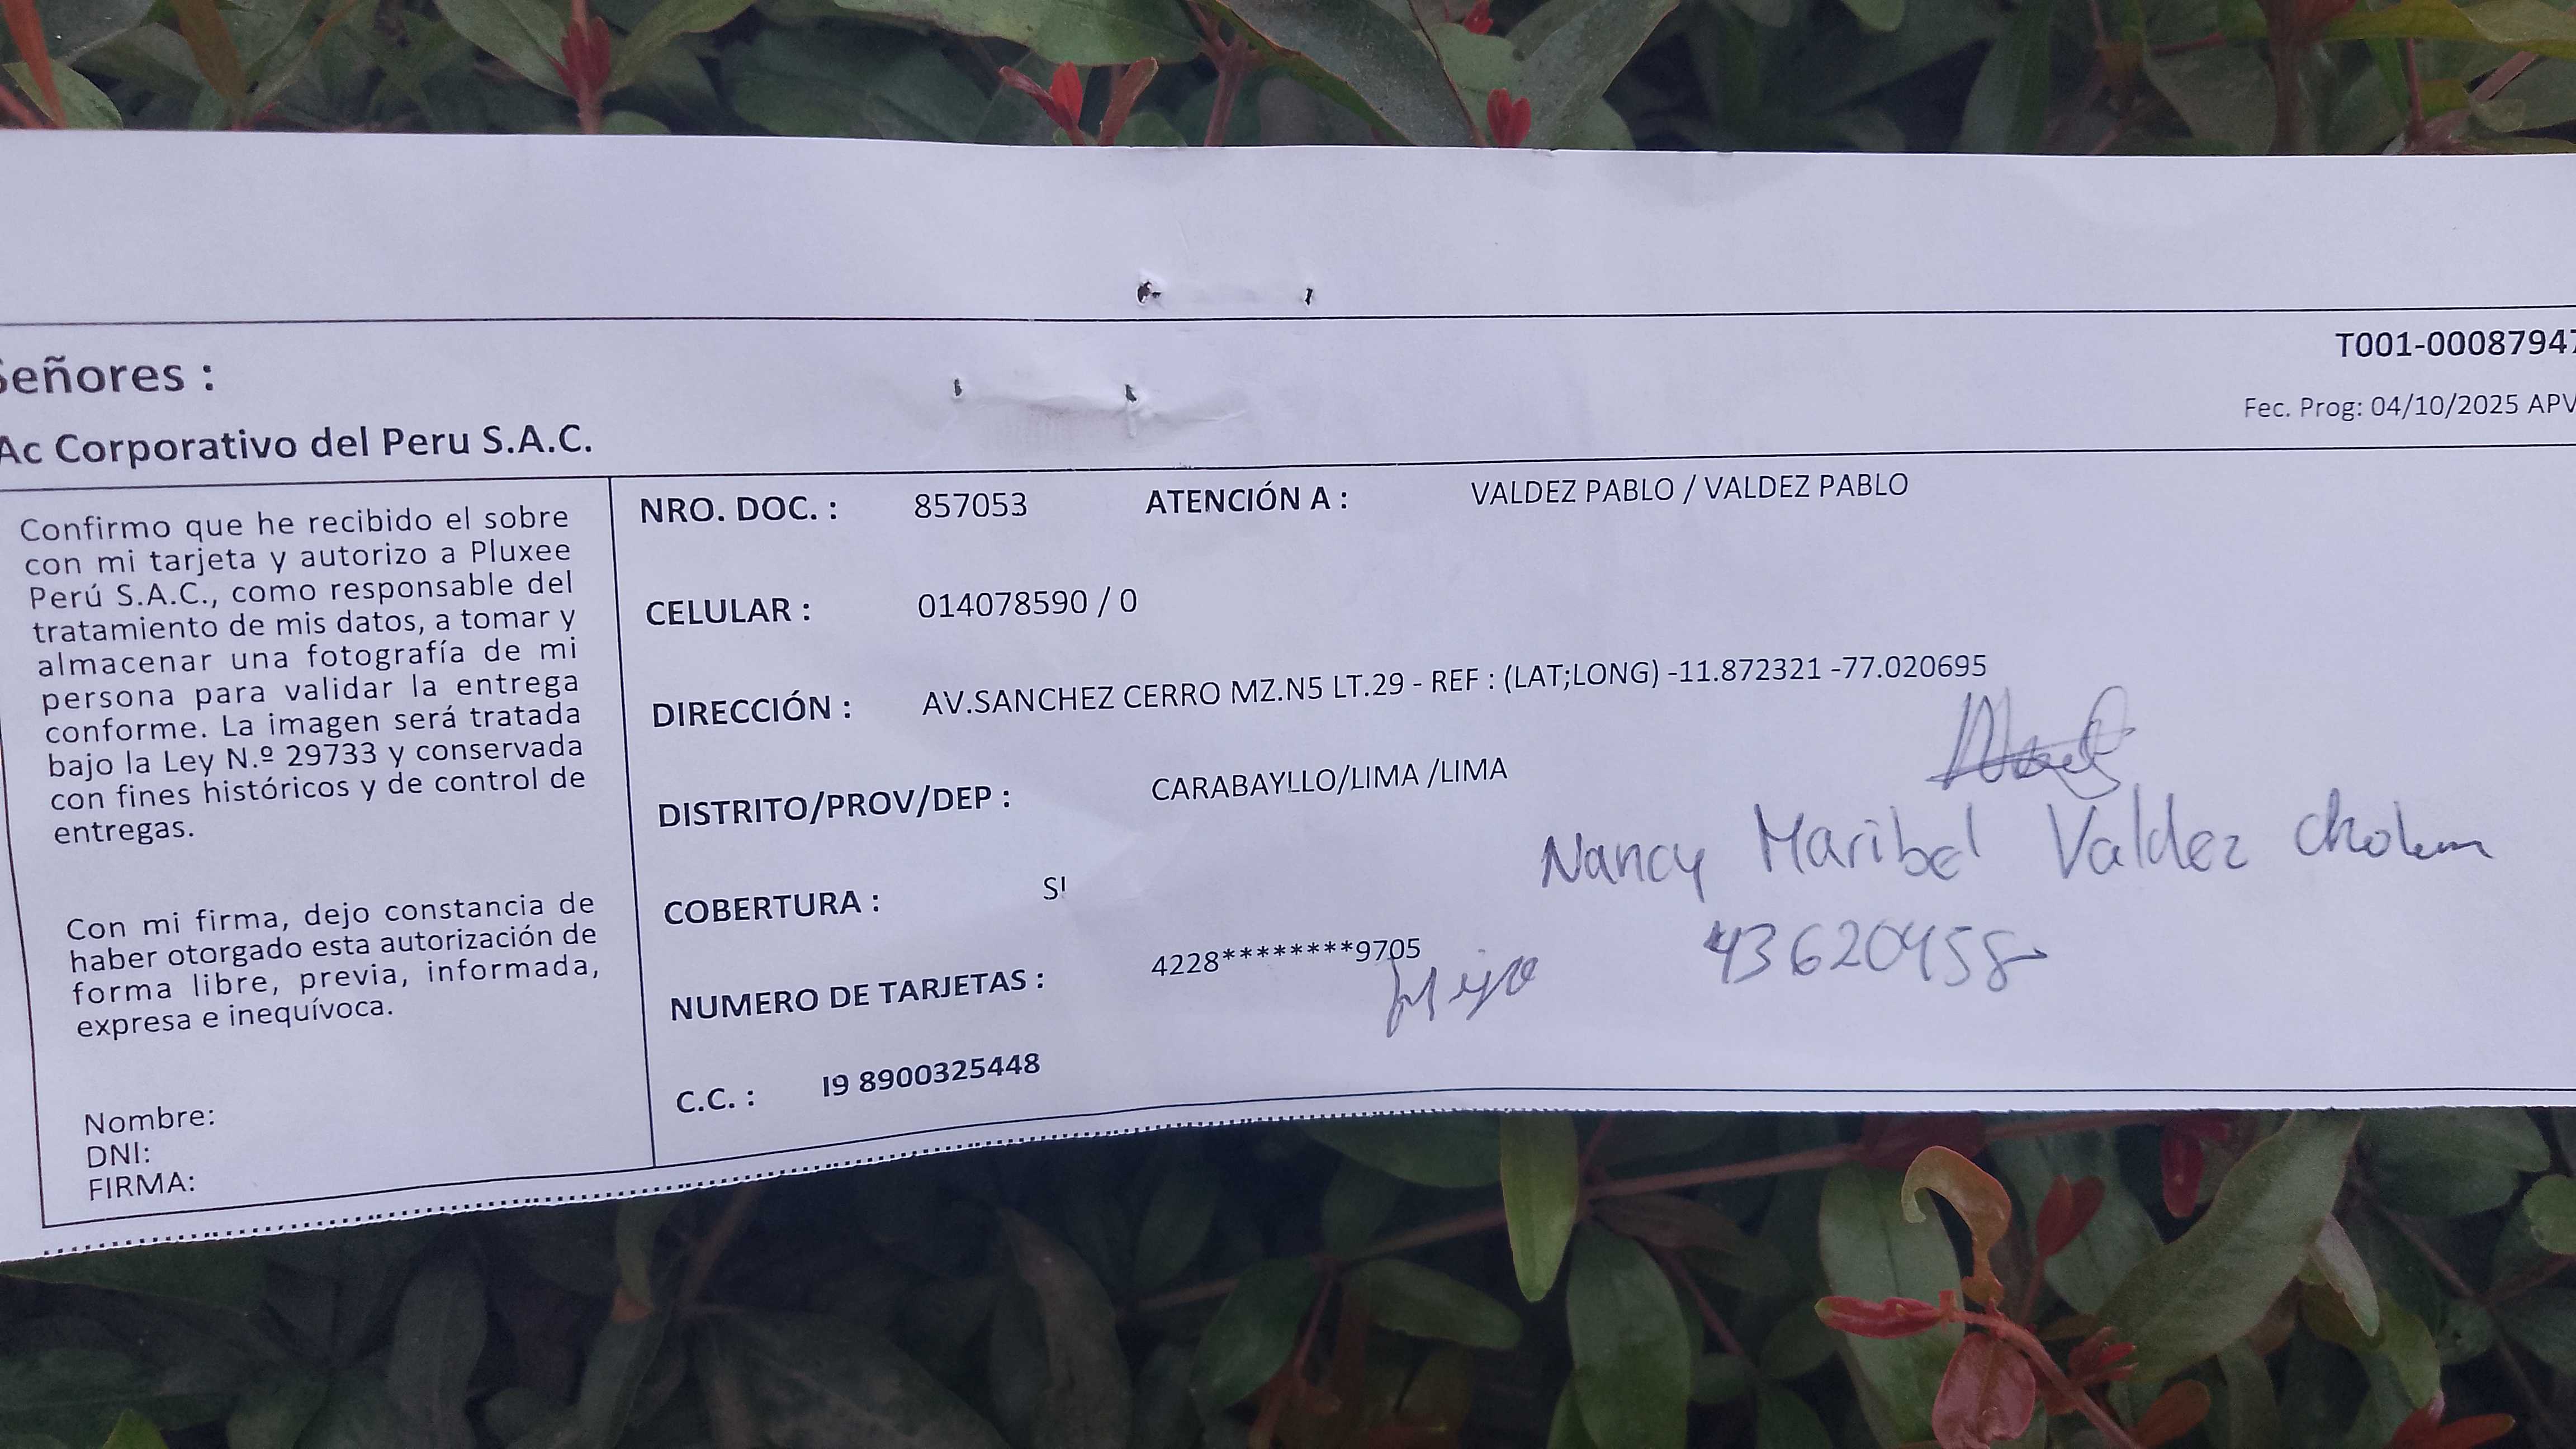 Señores :
T001-00087947
Fec. Prog: 04/10/2025 APV
Ac Corporativo del Peru S.A.C.
Confirmo que he recibido el sobre
con mi tarjeta y autorizo a Pluxee
Perú S.A.C., como responsable del
tratamiento de mis datos, a tomar y
almacenar una fotografía de mi
persona para validar la entrega
conforme. La imagen será tratada
bajo la Ley N.º 29733 y conservada
con fines históricos y de control de
entregas.
Con mi firma, dejo constancia de
haber otorgado esta autorización de
forma libre, previa, informada,
expresa e inequívoca.
Nombre:
DNI:
FIRMA:
NRO. DOC. : 857053 ATENCIÓN A : VALDEZ PABLO / VALDEZ PABLO
CELULAR : 014078590 / 0
DIRECCIÓN : AV.SANCHEZ CERRO MZ.N5 LT.29 - REF : (LAT;LONG) -11.872321 -77.020695
DISTRITO/PROV/DEP : CARABAYLLO/LIMA /LIMA
Nancy Maribel Valdez
COBERTURA : SI
43620458
NUMERO DE TARJETAS : 4228********9705
Hija
C.C. : I9 8900325448